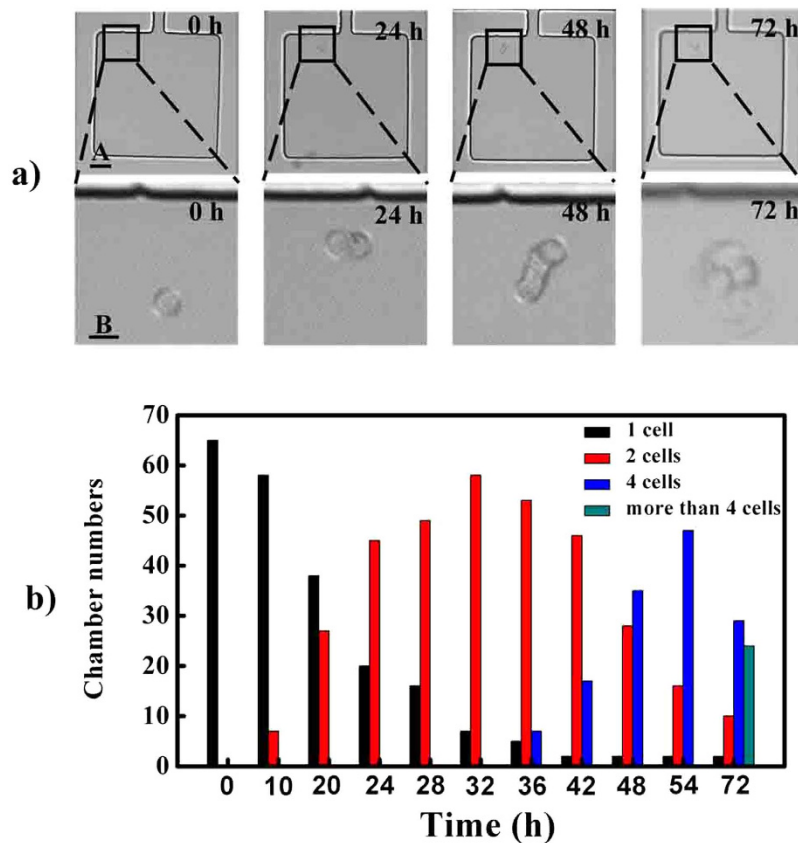 0 h
24 h
48 h
72 h
A
a)
0 h
24 h
48 h
72 h
B
b)
Chamber numbers
70
60
50
40
30
20
10
0
1 cell
2 cells
4 cells
more than 4 cells
0 10 20 24 28 32 36 42 48 54 72
Time (h)